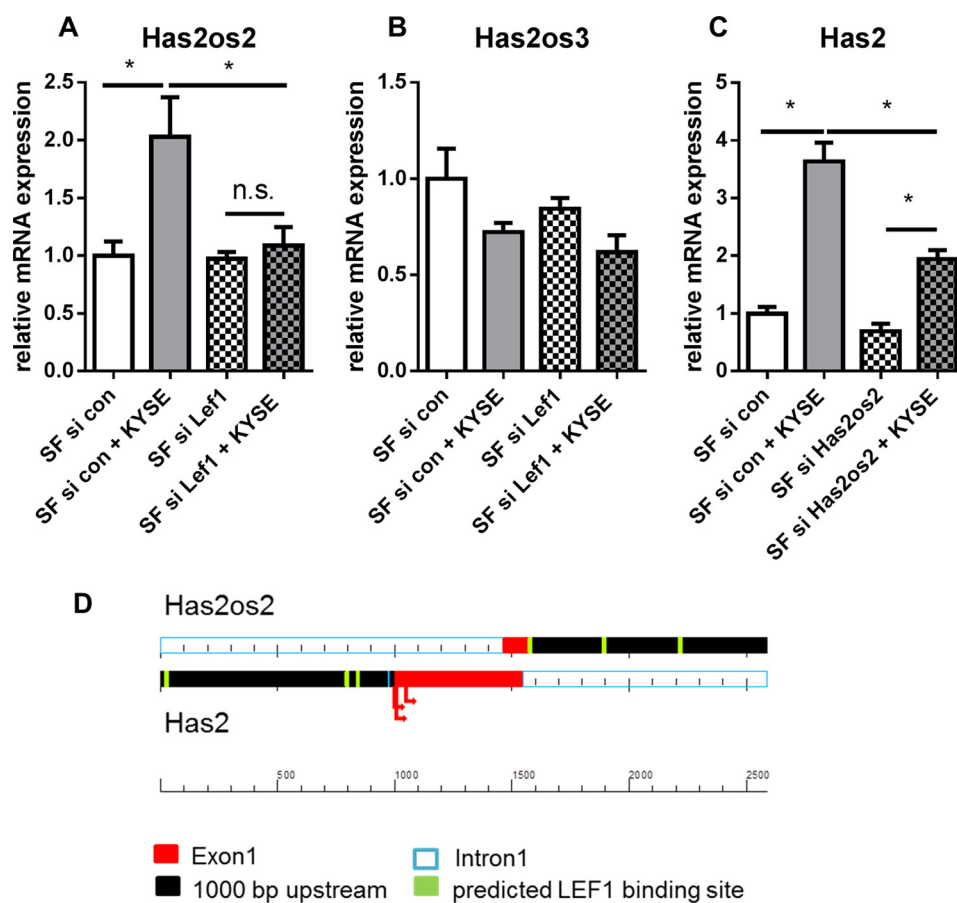 A
Has2os2
relative mRNA expression
2.5
2.0
1.5
1.0
0.5
0.0
*
*
n.s.
SF si con
SF si con + KYSE
SF si Lef1
SF si Lef1 + KYSE
B
Has2os3
relative mRNA expression
1.5
1.0
0.5
0.0
SF si con
SF si con + KYSE
SF si Lef1
SF si Lef1 + KYSE
C
Has2
relative mRNA expression
5
4
3
2
1
0
*
*
*
SF si con
SF si con + KYSE
SF si Has2os2
SF si Has2os2 + KYSE
D
Has2os2
Has2
500
1000
1500
2000
2500
Exon1
Intron1
1000 bp upstream
predicted LEF1 binding site